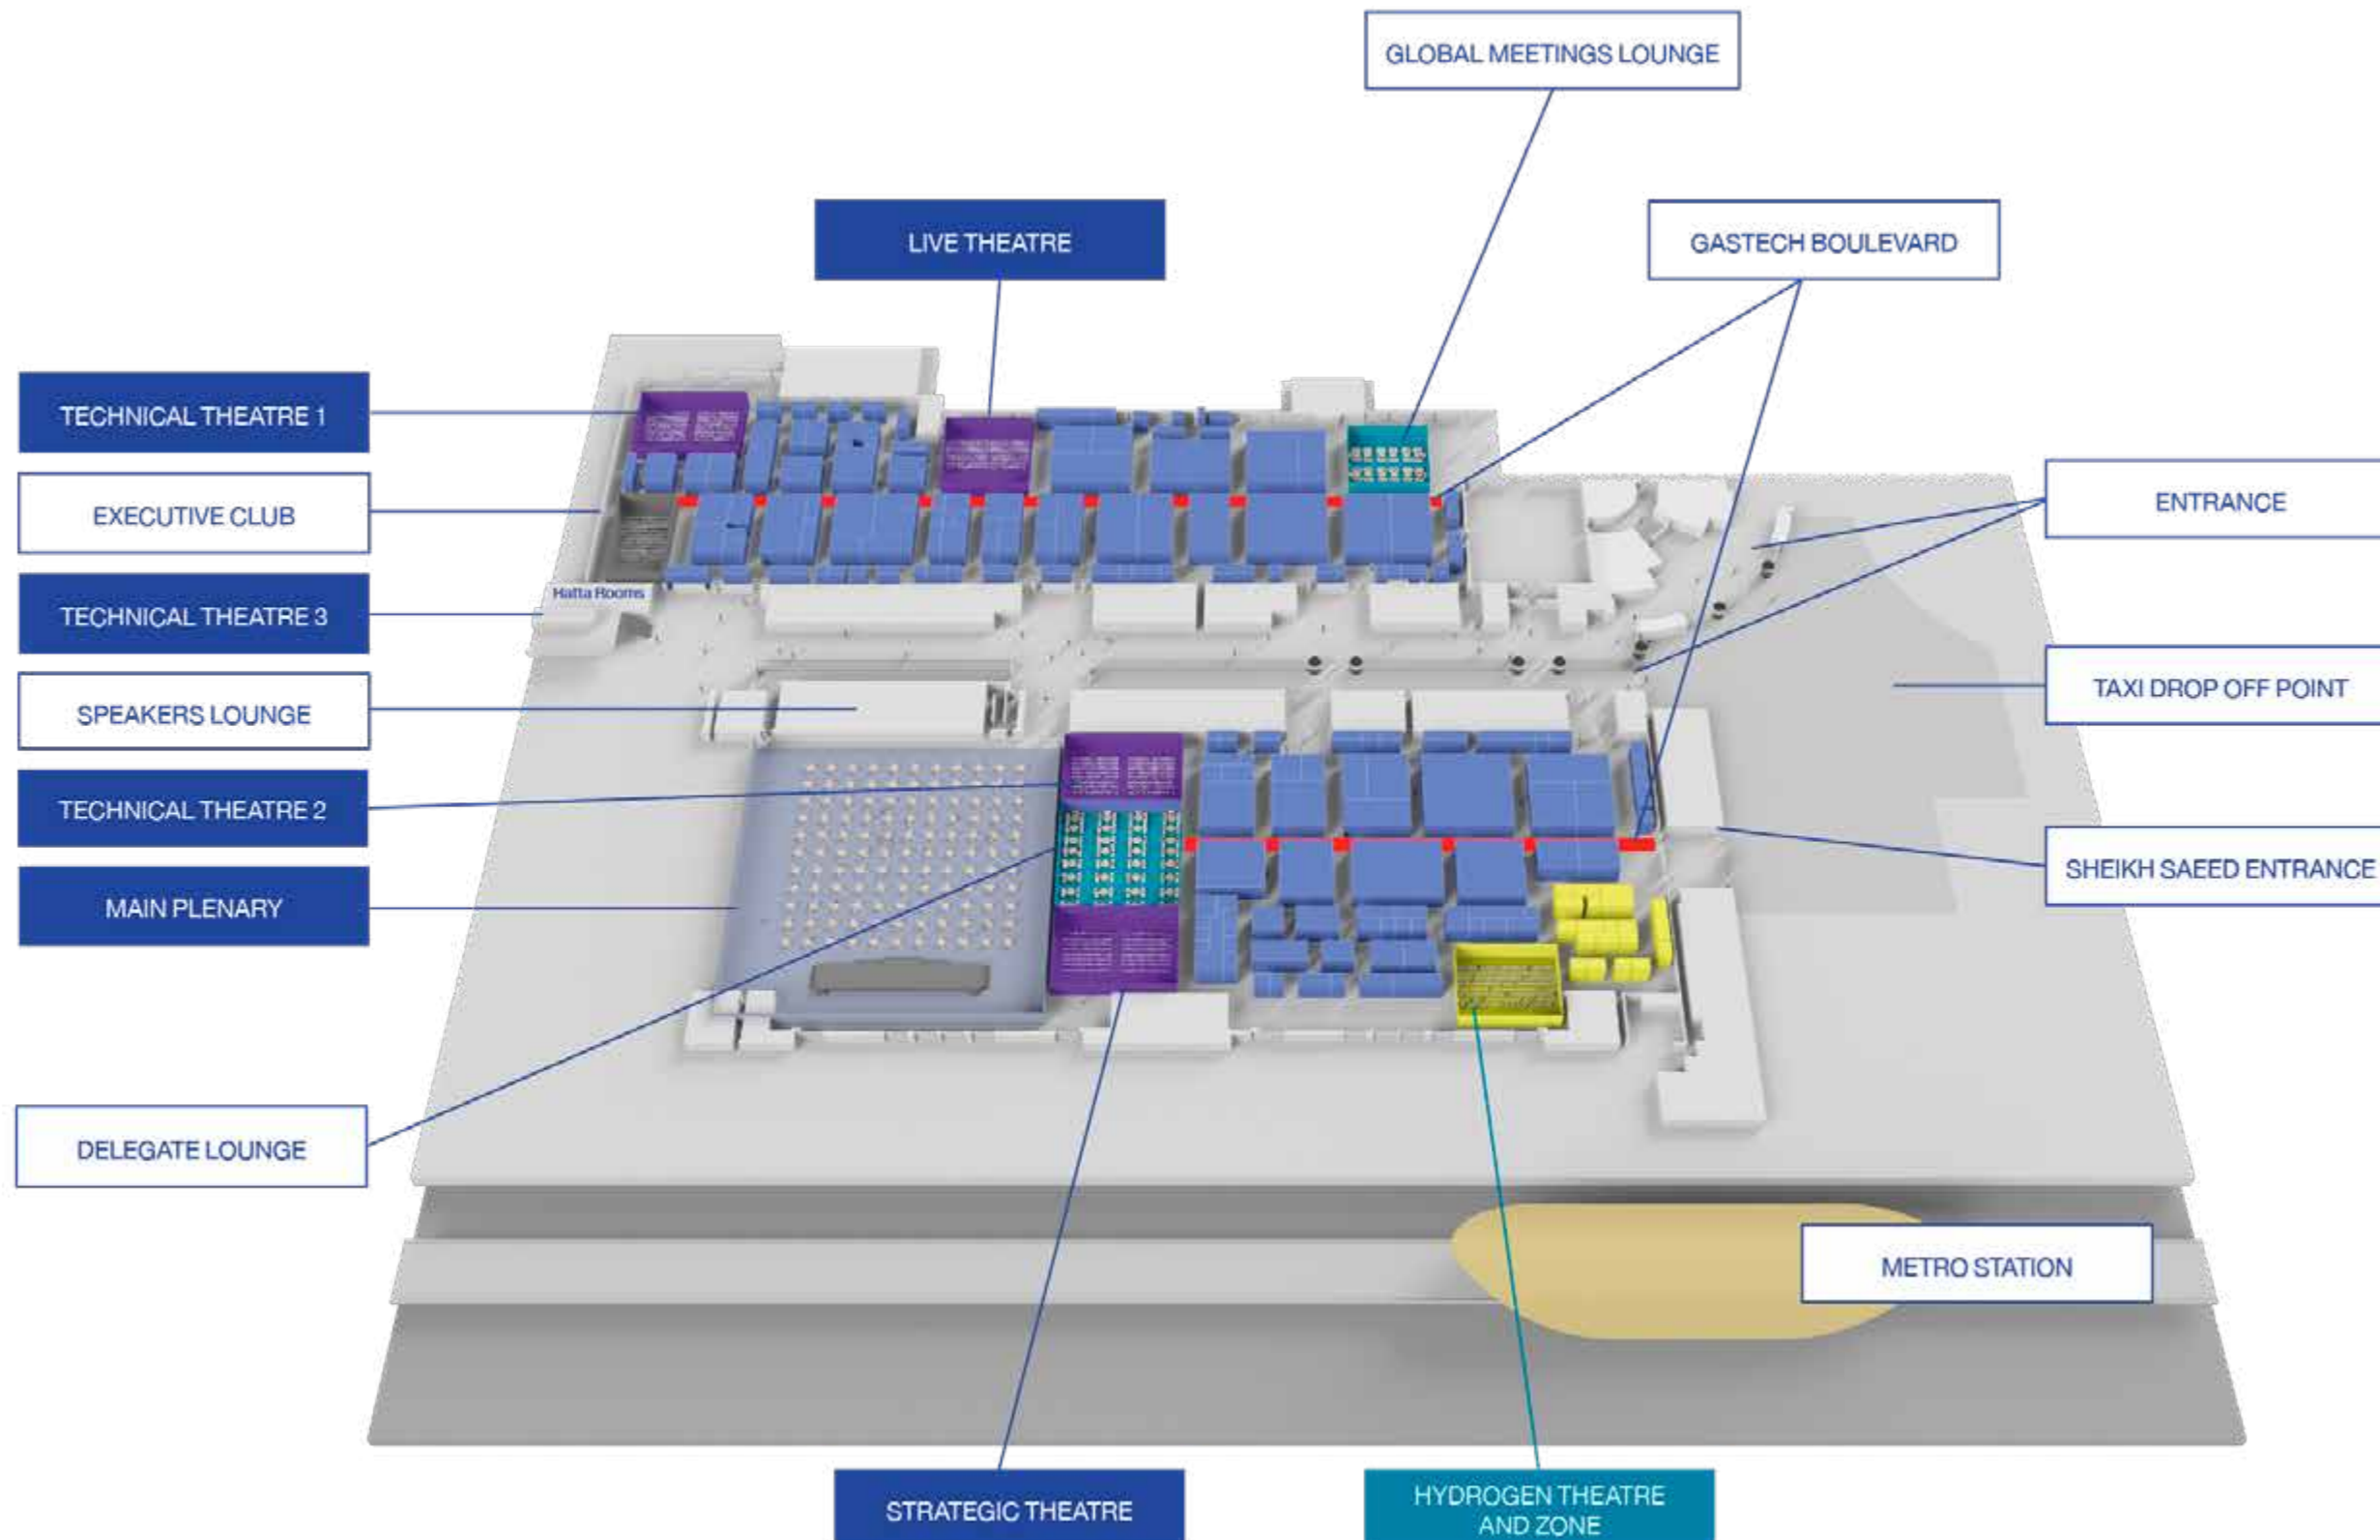 GLOBAL MEETINGS LOUNGE
LIVE THEATRE
GASTECH BOULEVARD
TECHNICAL THEATRE 1
EXECUTIVE CLUB
ENTRANCE
Hatta Rooms
TECHNICAL THEATRE 3
TAXI DROP OFF POINT
SPEAKERS LOUNGE
TECHNICAL THEATRE 2
SHEIKH SAEED ENTRANCE
MAIN PLENARY
DELEGATE LOUNGE
METRO STATION
STRATEGIC THEATRE
HYDROGEN THEATRE
AND ZONE